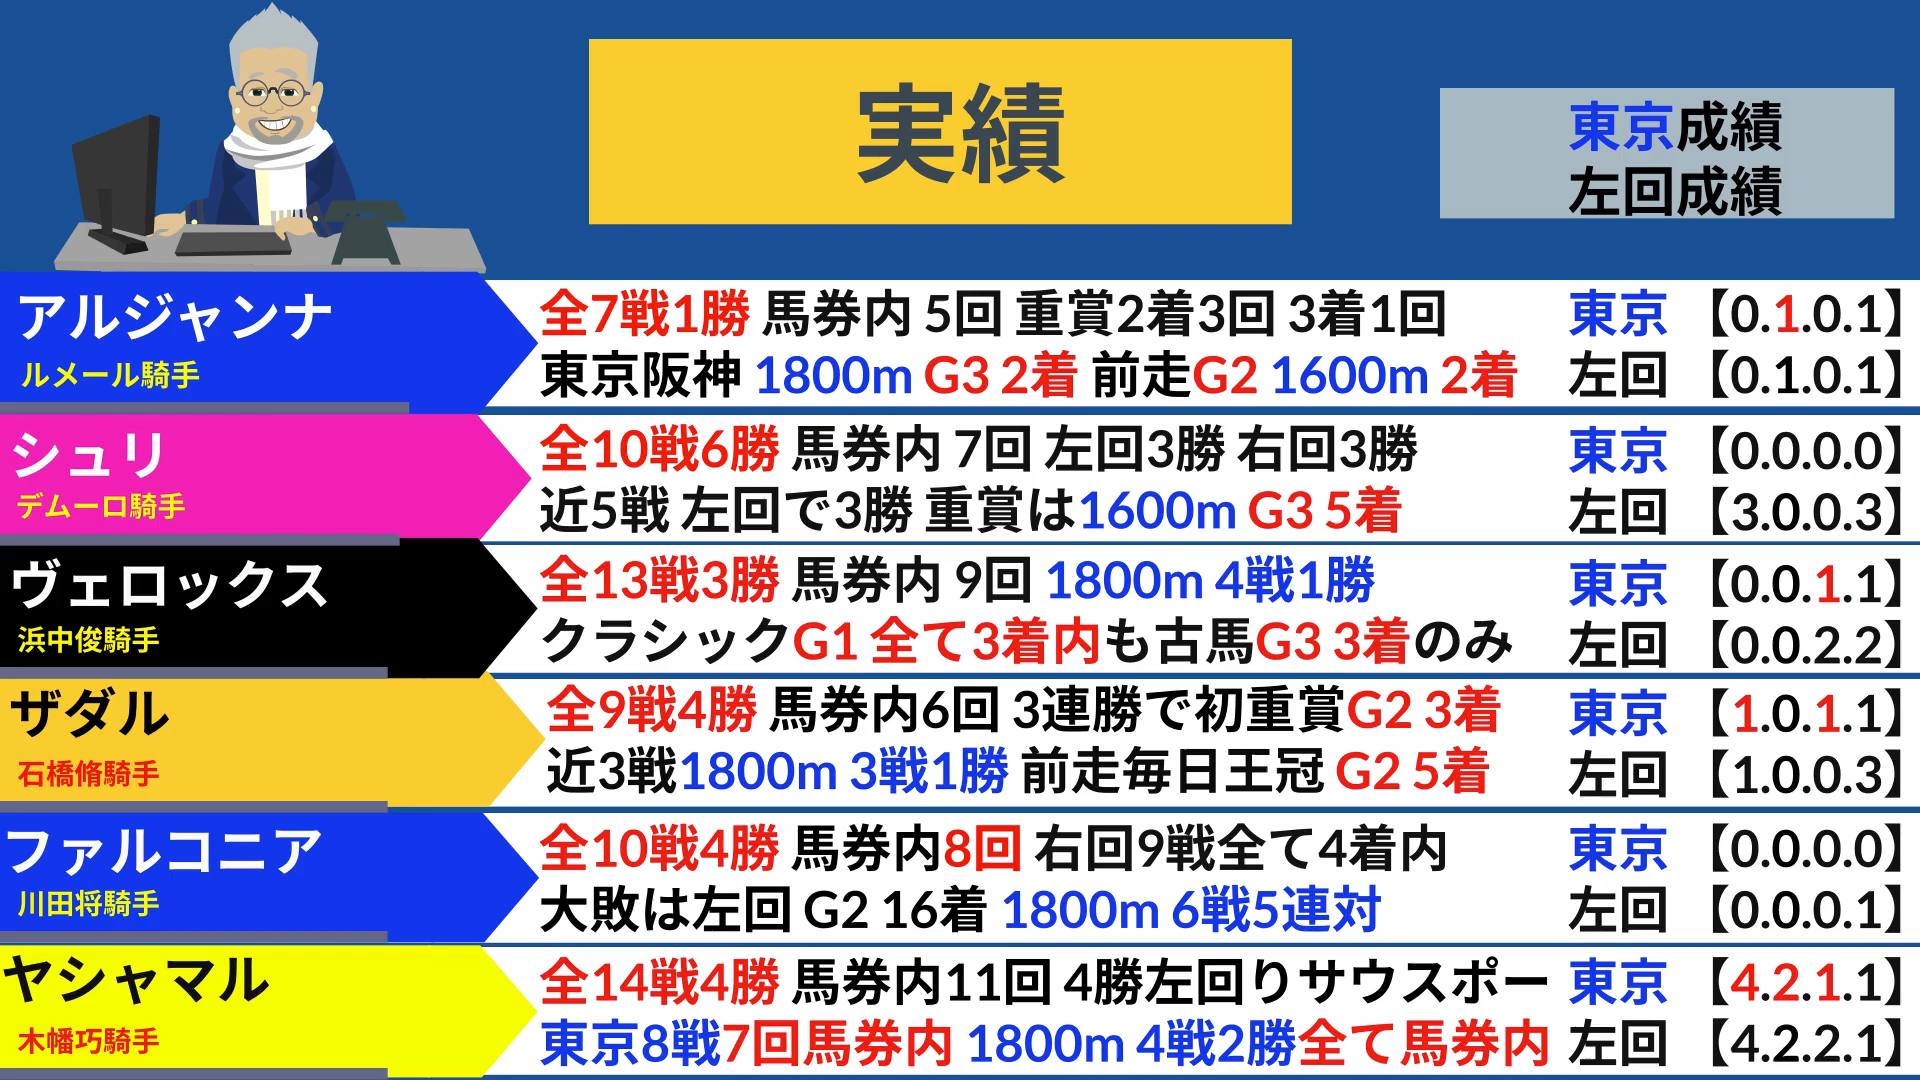 実績
東京成績
左回成績
アルジャンナ
ルメール騎手
全7戦1勝 馬券内 5回 重賞2着3回 3着1回
東京阪神 1800m G3 2着 前走G2 1600m 2着
東京 【0.1.0.1】
左回 【0.1.0.1】
シュリ
デムーロ騎手
全10戦6勝 馬券内 7回 左回3勝 右回3勝
近5戦 左回で3勝 重賞は1600m G3 5着
東京 【0.0.0.0】
左回 【3.0.0.3】
ヴェロックス
浜中俊騎手
全13戦3勝 馬券内 9回 1800m 4戦1勝
クラシックG1 全て3着内も古馬G3 3着のみ
東京 【0.0.1.1】
左回 【0.0.2.2】
ザダル
石橋脩騎手
全9戦4勝 馬券内6回 3連勝で初重賞G2 3着
近3戦1800m 3戦1勝 前走毎日王冠 G2 5着
東京 【1.0.1.1】
左回 【1.0.0.3】
ファルコニア
川田将騎手
全10戦4勝 馬券内8回 右回9戦全て4着内
大敗は左回 G2 16着 1800m 6戦5連対
東京 【0.0.0.0】
左回 【0.0.0.1】
ヤシャマル
木幡巧騎手
全14戦4勝 馬券内11回 4勝左回りサウスポー
東京8戦7回馬券内 1800m 4戦2勝全て馬券内
東京 【4.2.1.1】
左回 【4.2.2.1】